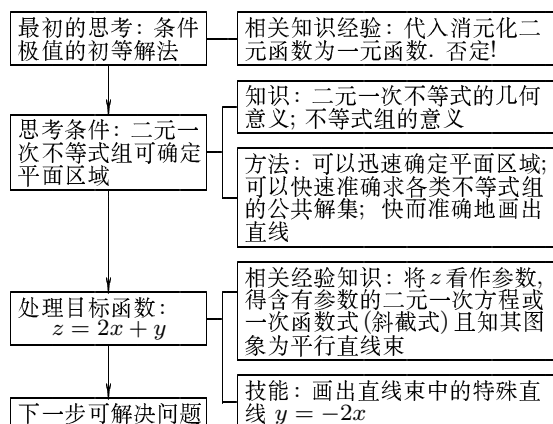 最初的思考：条件
极值的初等解法
相关知识经验：代入消元化二
元函数为一元函数．否定!
思考条件：二元一
次不等式组可确定
平面区域
知识：二元一次不等式的几何
意义; 不等式组的意义
方法：可以迅速确定平面区域;
可以快速准确求各类不等式组
的公共解集; 快而准确地画出
直线
处理目标函数：
z = 2x + y
相关经验知识：将 z 看作参数,
得含有参数的二元一次方程或
一次函数式 (斜截式) 且知其图
象为平行直线束
下一步可解决问题
技能：画出直线束中的特殊直
线 y = −2x